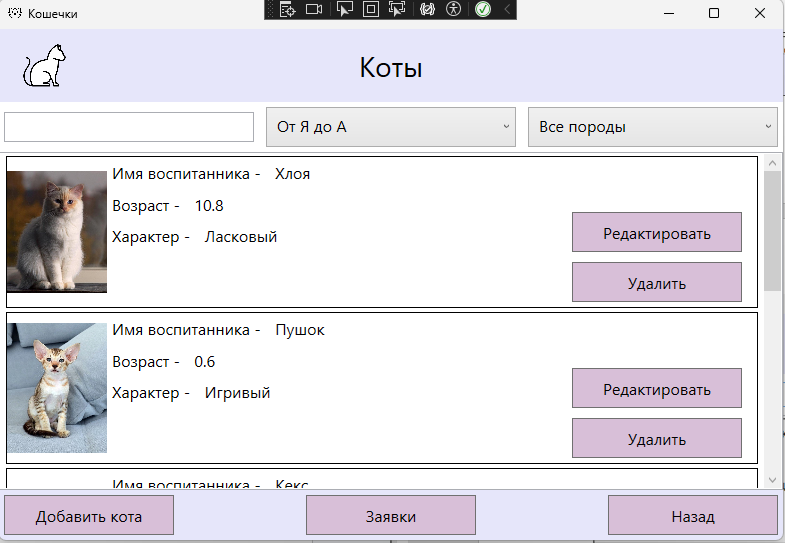 Кошечки
Коты
От Я до А
Все породы
Имя воспитанника - Хлоя
Возраст - 10.8
Характер - Ласковый
Редактировать
Удалить
Имя воспитанника - Пушок
Возраст - 0.6
Характер - Игривый
Редактировать
Удалить
Имя воспитанника - Кекс
Добавить кота
Заявки
Назад